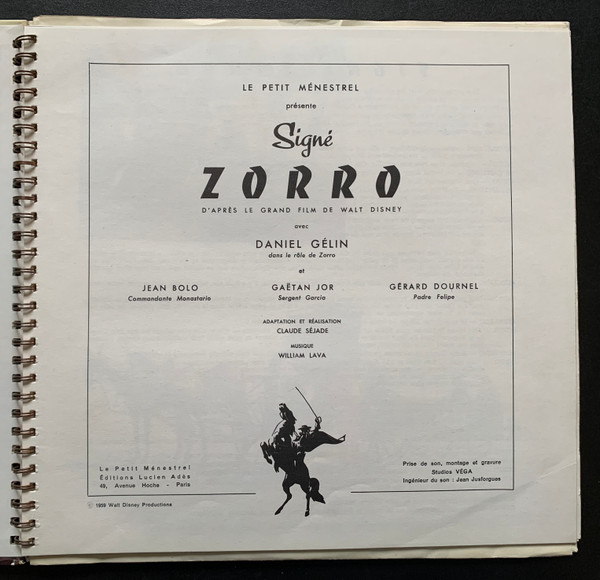 LE PETIT MÉNESTREL
présente
Signé
ZORRO
D'APRÈS LE GRAND FILM DE WALT DISNEY
avec
DANIEL GÉLIN
dans le rôle de Zorro
et
JEAN BOLO GAËTAN JOR GÉRARD DOURNEL
Commandante Monastario Sergent Garcia Padre Felipe
ADAPTATION ET RÉALISATION
CLAUDE SÉJADE
MUSIQUE
WILLIAM LAVA
Le Petit Ménestrel
Éditions Lucien Adès
49, Avenue Hoche - Paris
Prise de son, montage et gravure
Studios VÉGA
Ingénieur du son : Jean Jusforgues
© 1959 Walt Disney Productions